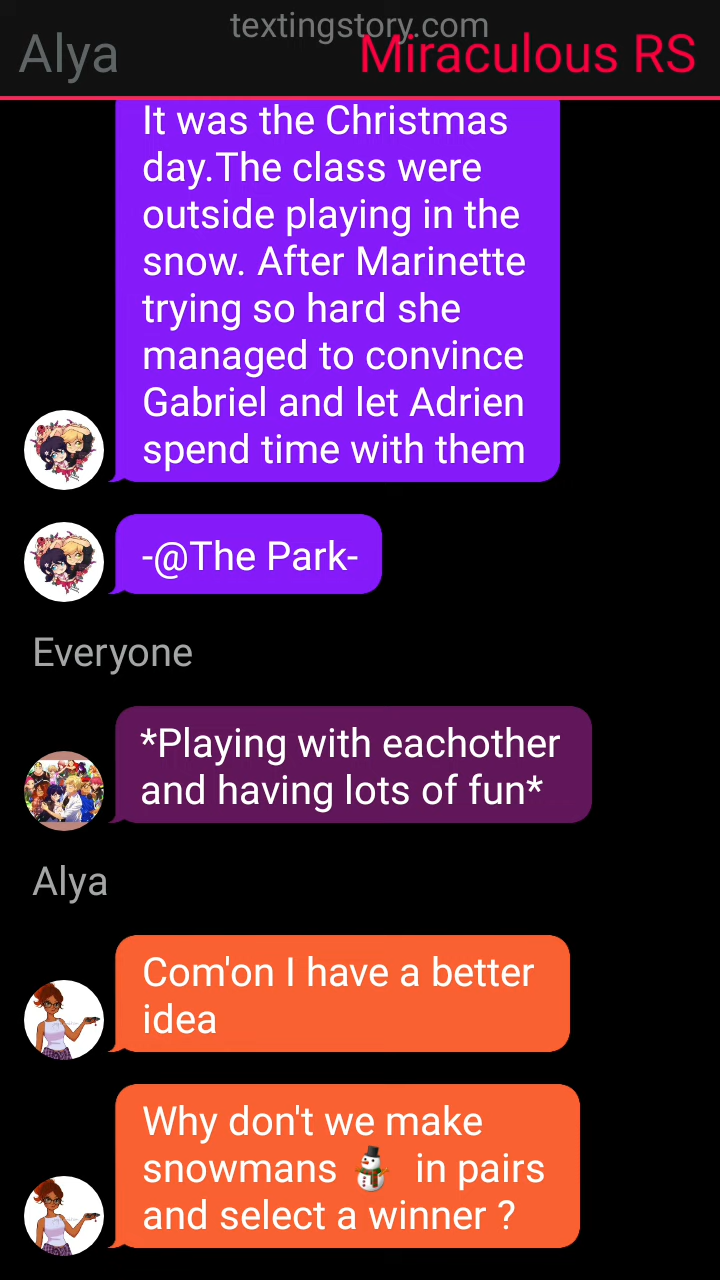 textingstory.com
Alya
Miraculous RS
It was the Christmas
day.The class were
outside playing in the
snow. After Marinette
trying so hard she
managed to convince
Gabriel and let Adrien
spend time with them
-@The Park-
Everyone
*Playing with eachother
and having lots of fun*
Alya
Com'on I have a better
idea
Why don't we make
snowmans ⛄ in pairs
and select a winner ?